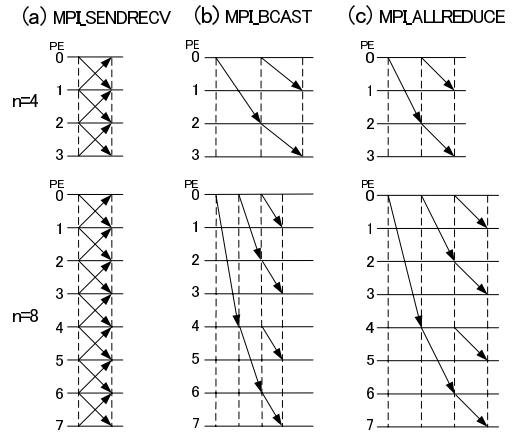 (a) MPI_SENDRECV (b) MPI_BCAST (c) MPI_ALLREDUCE
PE PE PE
0 0 0
1 1 1
n=4
2 2 2
3 3 3
PE PE PE
0 0 0
1 1 1
2 2 2
3 3 3
n=8
4 4 4
5 5 5
6 6 6
7 7 7